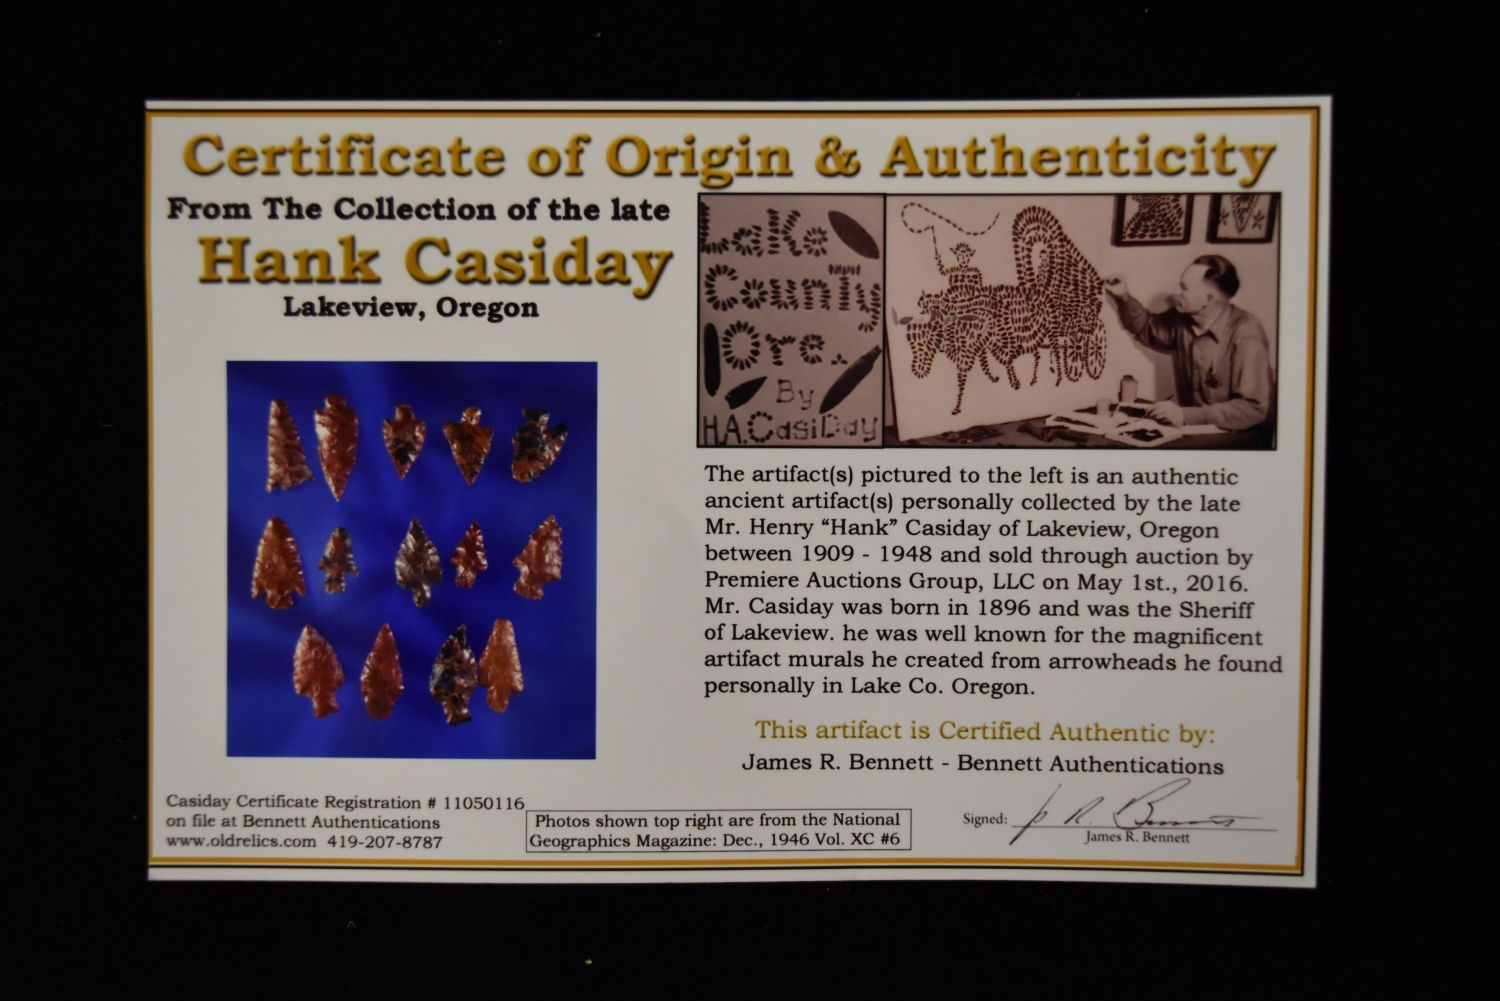 Certificate of Origin & Authenticity
From The Collection of the late
Hank Casiday
Lakeview, Oregon
Lake
County
Ore.
By
H.A. CasiDay
The artifact(s) pictured to the left is an authentic
ancient artifact(s) personally collected by the late
Mr. Henry “Hank” Casiday of Lakeview, Oregon
between 1909 - 1948 and sold through auction by
Premiere Auctions Group, LLC on May 1st., 2016.
Mr. Casiday was born in 1896 and was the Sheriff
of Lakeview. he was well known for the magnificent
artifact murals he created from arrowheads he found
personally in Lake Co. Oregon.
This artifact is Certified Authentic by:
James R. Bennett - Bennett Authentications
Casiday Certificate Registration # 11050116
on file at Bennett Authentications
www.oldrelics.com 419-207-8787
Photos shown top right are from the National
Geographics Magazine: Dec., 1946 Vol. XC #6
Signed: J R. Bennett
James R. Bennett